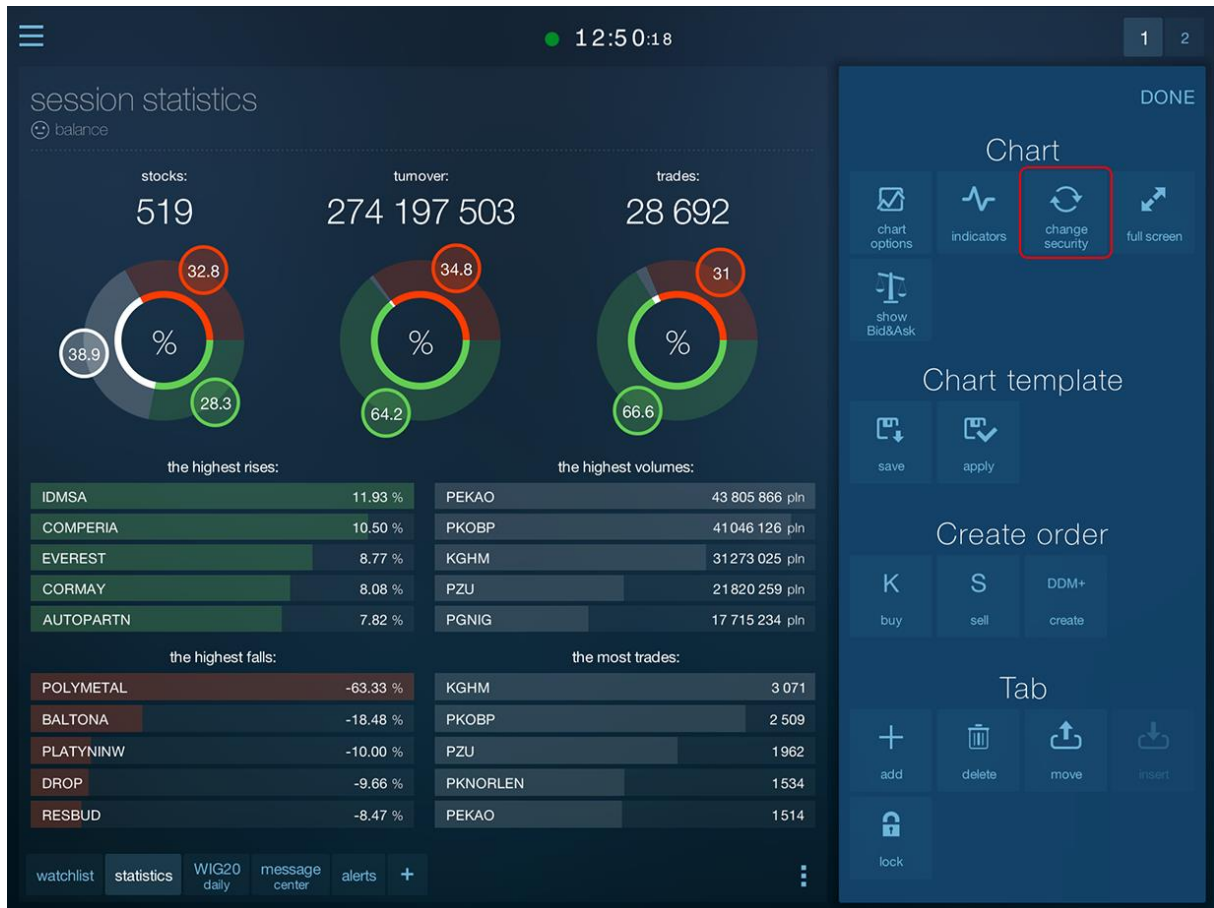 12:50:18
1 2
session statistics
balance
stocks: turnover: trades:
519 274 197 503 28 692
32.8 34.8 31
% % %
38.9
28.3 64.2 66.6
the highest rises: the highest volumes:
IDMSA 11.93 % PEKAO 43 805 866 pln
COMPERIA 10.50 % PKOBP 41 046 126 pln
EVEREST 8.77 % KGHM 31 273 025 pln
CORMAY 8.08 % PZU 21 820 259 pln
AUTOPARTN 7.82 % PGNIG 17 715 234 pln
the highest falls: the most trades:
POLYMETAL -63.33 % KGHM 3 071
BALTONA -18.48 % PKOBP 2 509
PLATYNINW -10.00 % PZU 1 962
DROP -9.66 % PKNORLEN 1 534
RESBUD -8.47 % PEKAO 1 514
watchlist statistics WIG20 daily message center alerts +
DONE
Chart
chart options indicators change security full screen
show Bid&Ask
Chart template
save apply
Create order
K S DDM+
buy sell create
Tab
add delete move insert
lock